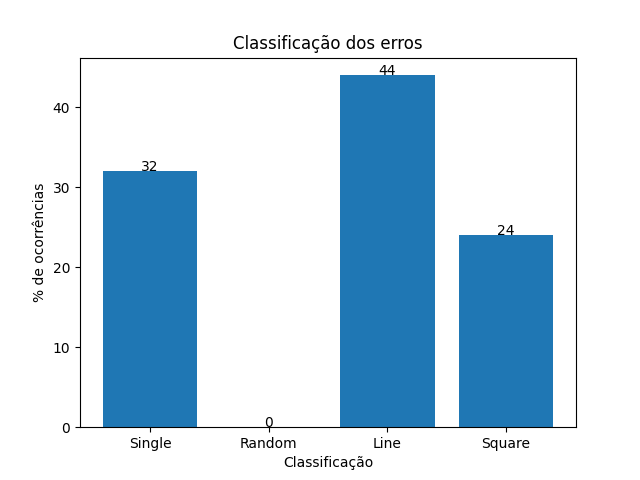 Classificação dos erros
% de ocorrências
40
30
20
10
0
32
0
44
24
Single Random Line Square
Classificação